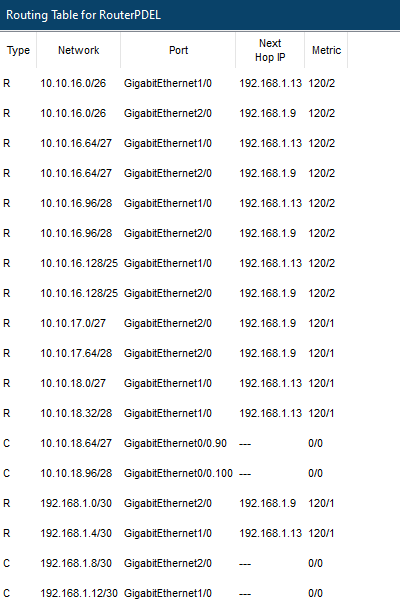 Routing Table for RouterPDEL
Type Network Port Next Hop IP Metric
R 10.10.16.0/26 GigabitEthernet1/0 192.168.1.13 120/2
R 10.10.16.0/26 GigabitEthernet2/0 192.168.1.9 120/2
R 10.10.16.64/27 GigabitEthernet1/0 192.168.1.13 120/2
R 10.10.16.64/27 GigabitEthernet2/0 192.168.1.9 120/2
R 10.10.16.96/28 GigabitEthernet1/0 192.168.1.13 120/2
R 10.10.16.96/28 GigabitEthernet2/0 192.168.1.9 120/2
R 10.10.16.128/25 GigabitEthernet1/0 192.168.1.13 120/2
R 10.10.16.128/25 GigabitEthernet2/0 192.168.1.9 120/2
R 10.10.17.0/27 GigabitEthernet2/0 192.168.1.9 120/1
R 10.10.17.64/28 GigabitEthernet2/0 192.168.1.9 120/1
R 10.10.18.0/27 GigabitEthernet1/0 192.168.1.13 120/1
R 10.10.18.32/28 GigabitEthernet1/0 192.168.1.13 120/1
C 10.10.18.64/27 GigabitEthernet0/0.90 --- 0/0
C 10.10.18.96/28 GigabitEthernet0/0.100 --- 0/0
R 192.168.1.0/30 GigabitEthernet2/0 192.168.1.9 120/1
R 192.168.1.4/30 GigabitEthernet1/0 192.168.1.13 120/1
C 192.168.1.8/30 GigabitEthernet2/0 --- 0/0
C 192.168.1.12/30 GigabitEthernet1/0 --- 0/0